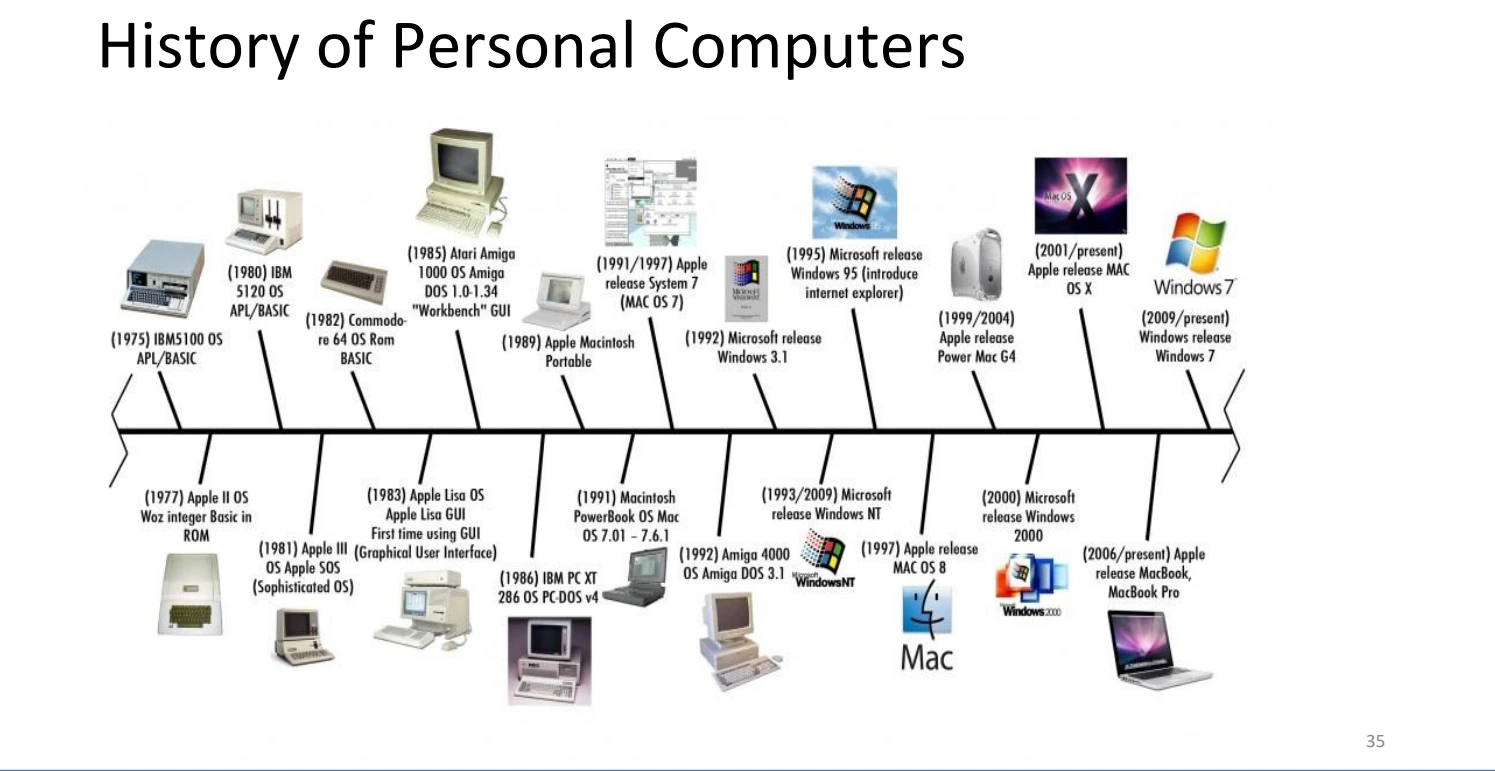 History of Personal Computers
(1975) IBM5100 OS
APL/BASIC
(1977) Apple II OS
Woz integer Basic in
ROM
(1980) IBM
5120 OS
APL/BASIC
(1981) Apple III
OS Apple SOS
(Sophisticated OS)
(1982) Commodo-
re 64 OS Rom
BASIC
(1983) Apple Lisa OS
Apple Lisa GUI
First time using GUI
(Graphical User Interface)
(1985) Atari Amiga
1000 OS Amiga
DOS 1.0-1.34
"Workbench" GUI
(1986) IBM PC XT
286 OS PC-DOS v4
(1989) Apple Macintosh
Portable
(1991) Macintosh
PowerBook OS Mac
OS 7.01 – 7.6.1
(1991/1997) Apple
release System 7
(MAC OS 7)
(1992) Amiga 4000
OS Amiga DOS 3.1
(1992) Microsoft release
Windows 3.1
(1993/2009) Microsoft
release Windows NT
Microsoft
WindowsNT
Windows95
(1995) Microsoft release
Windows 95 (introduce
internet explorer)
(1997) Apple release
MAC OS 8
Mac
(1999/2004)
Apple release
Power Mac G4
(2000) Microsoft
release Windows
2000
Windows2000
Mac OS X
(2001/present)
Apple release MAC
OS X
(2006/present) Apple
release MacBook,
MacBook Pro
Windows 7
(2009/present)
Windows release
Windows 7
35